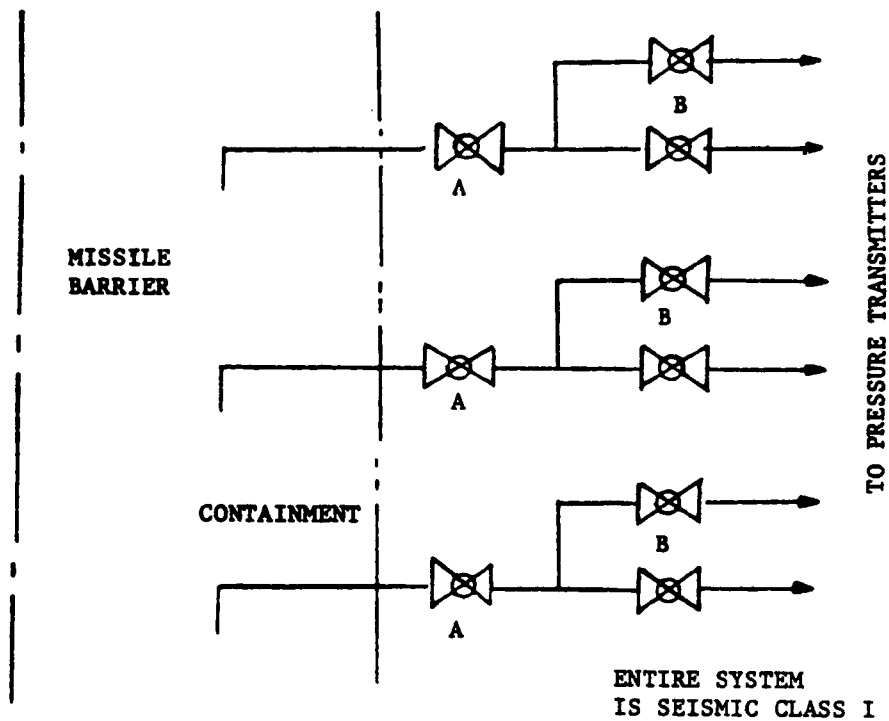 B
A
MISSILE
BARRIER
B
A
CONTAINMENT
B
A
TO PRESSURE TRANSMITTERS
ENTIRE SYSTEM
IS SEISMIC CLASS I